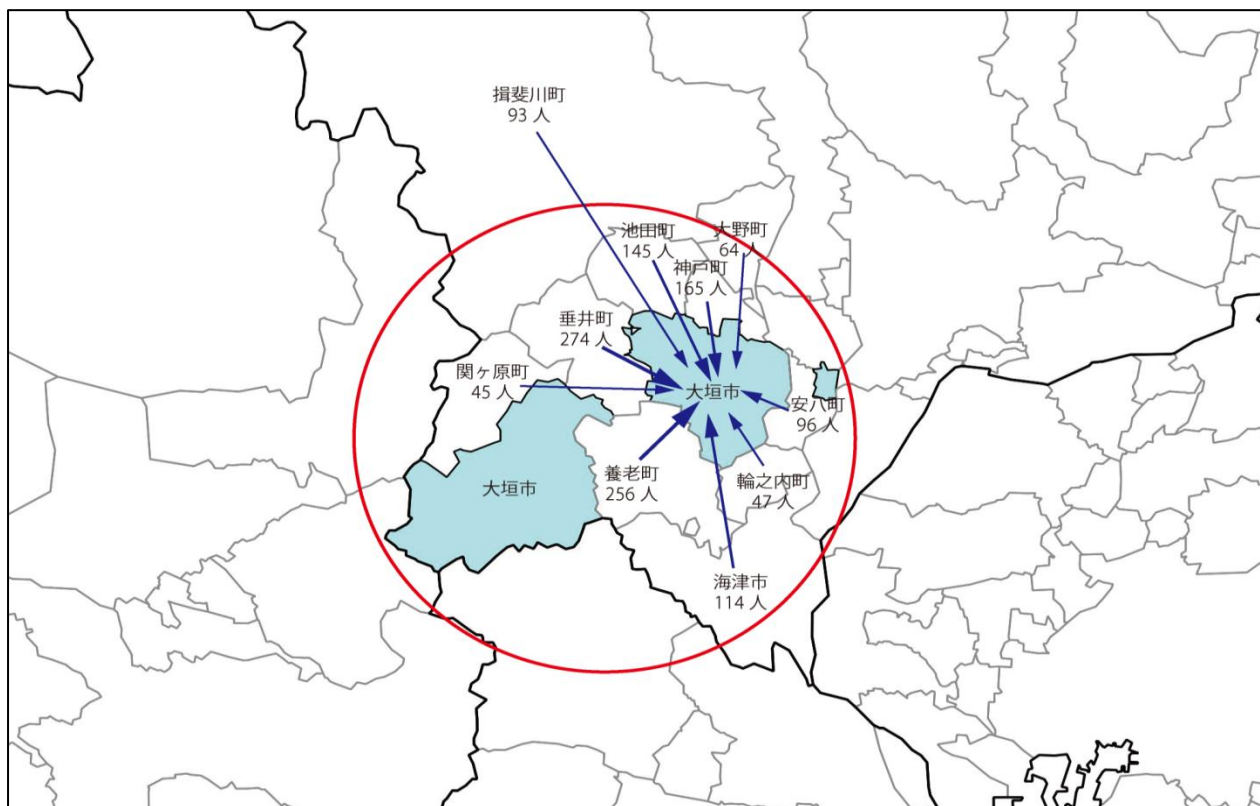 揖斐川町
93 人
池田町
145 人
大野町
64 人
神戸町
165 人
垂井町
274 人
関ヶ原町
45 人
大垣市
安八町
96 人
養老町
256 人
輪之内町
47 人
大垣市
海津市
114 人